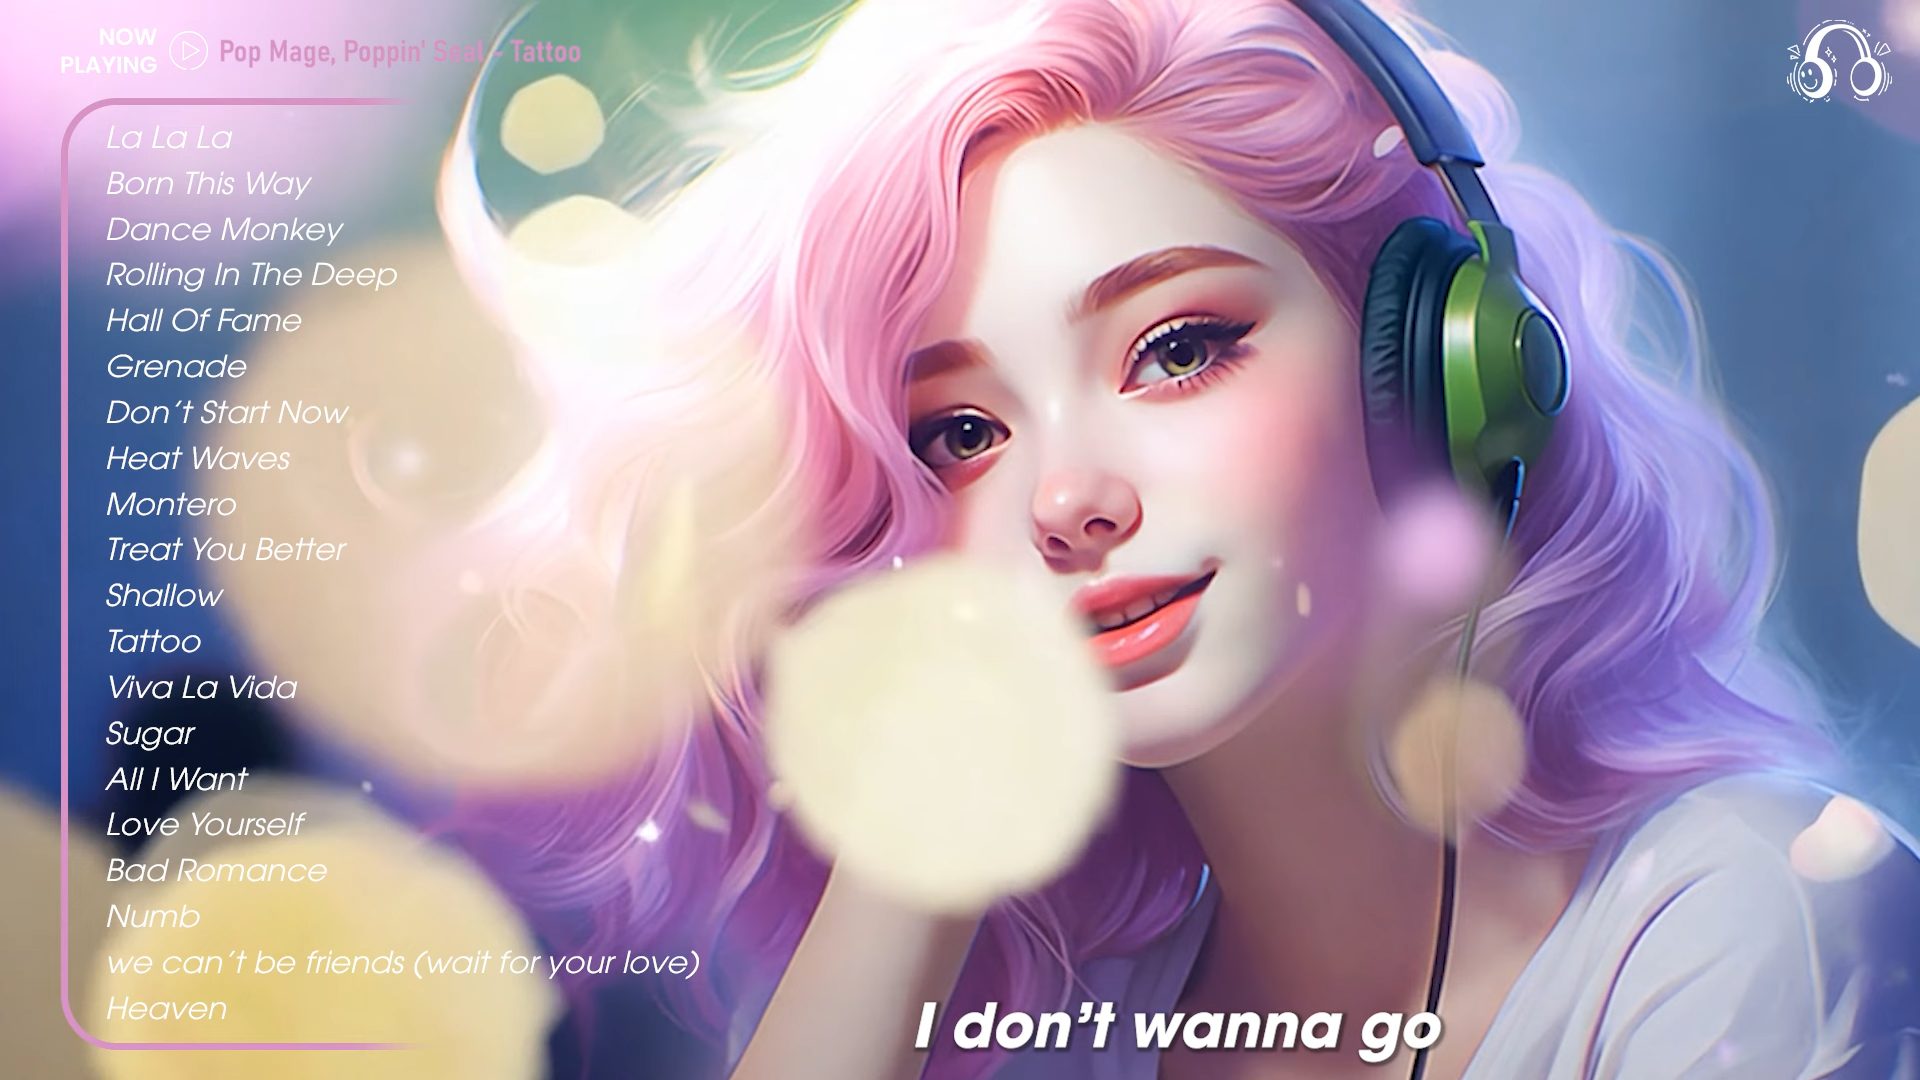 NOW
PLAYING
Pop Mage, Poppin' Seal - Tattoo
La La La
Born This Way
Dance Monkey
Rolling In The Deep
Hall Of Fame
Grenade
Don't Start Now
Heat Waves
Montero
Treat You Better
Shallow
Tattoo
Viva La Vida
Sugar
All I Want
Love Yourself
Bad Romance
Numb
we can't be friends (wait for your love)
Heaven
I don't wanna go